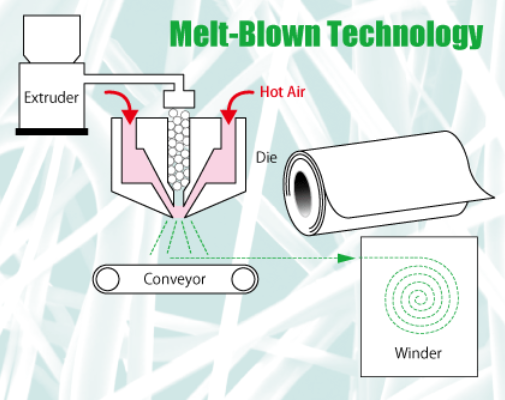 Melt-Blown Technology
Extruder
Hot Air
Die
Conveyor
Winder